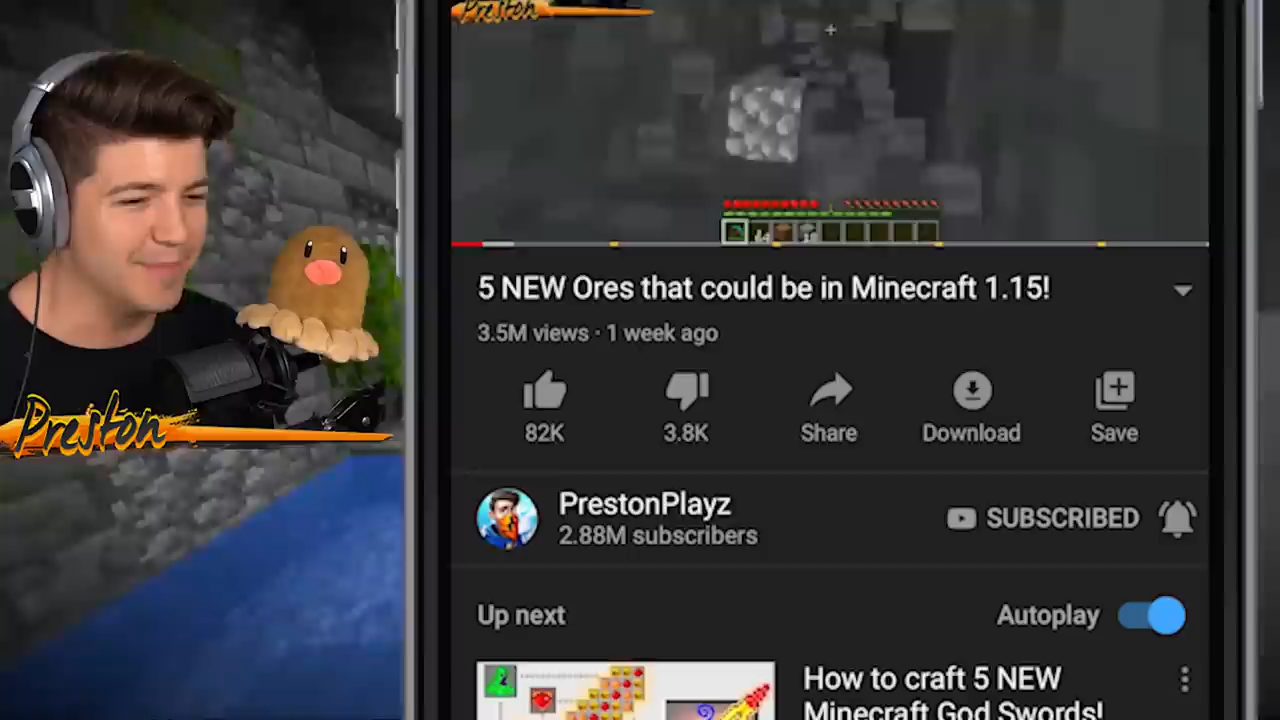 Preston
5 NEW Ores that could be in Minecraft 1.15!
3.5M views · 1 week ago
82K
3.8K
Share
Download
Save
PrestonPlayz
2.88M subscribers
SUBSCRIBED
Up next
Autoplay
How to craft 5 NEW
Minecraft God Swords!
Preston
64